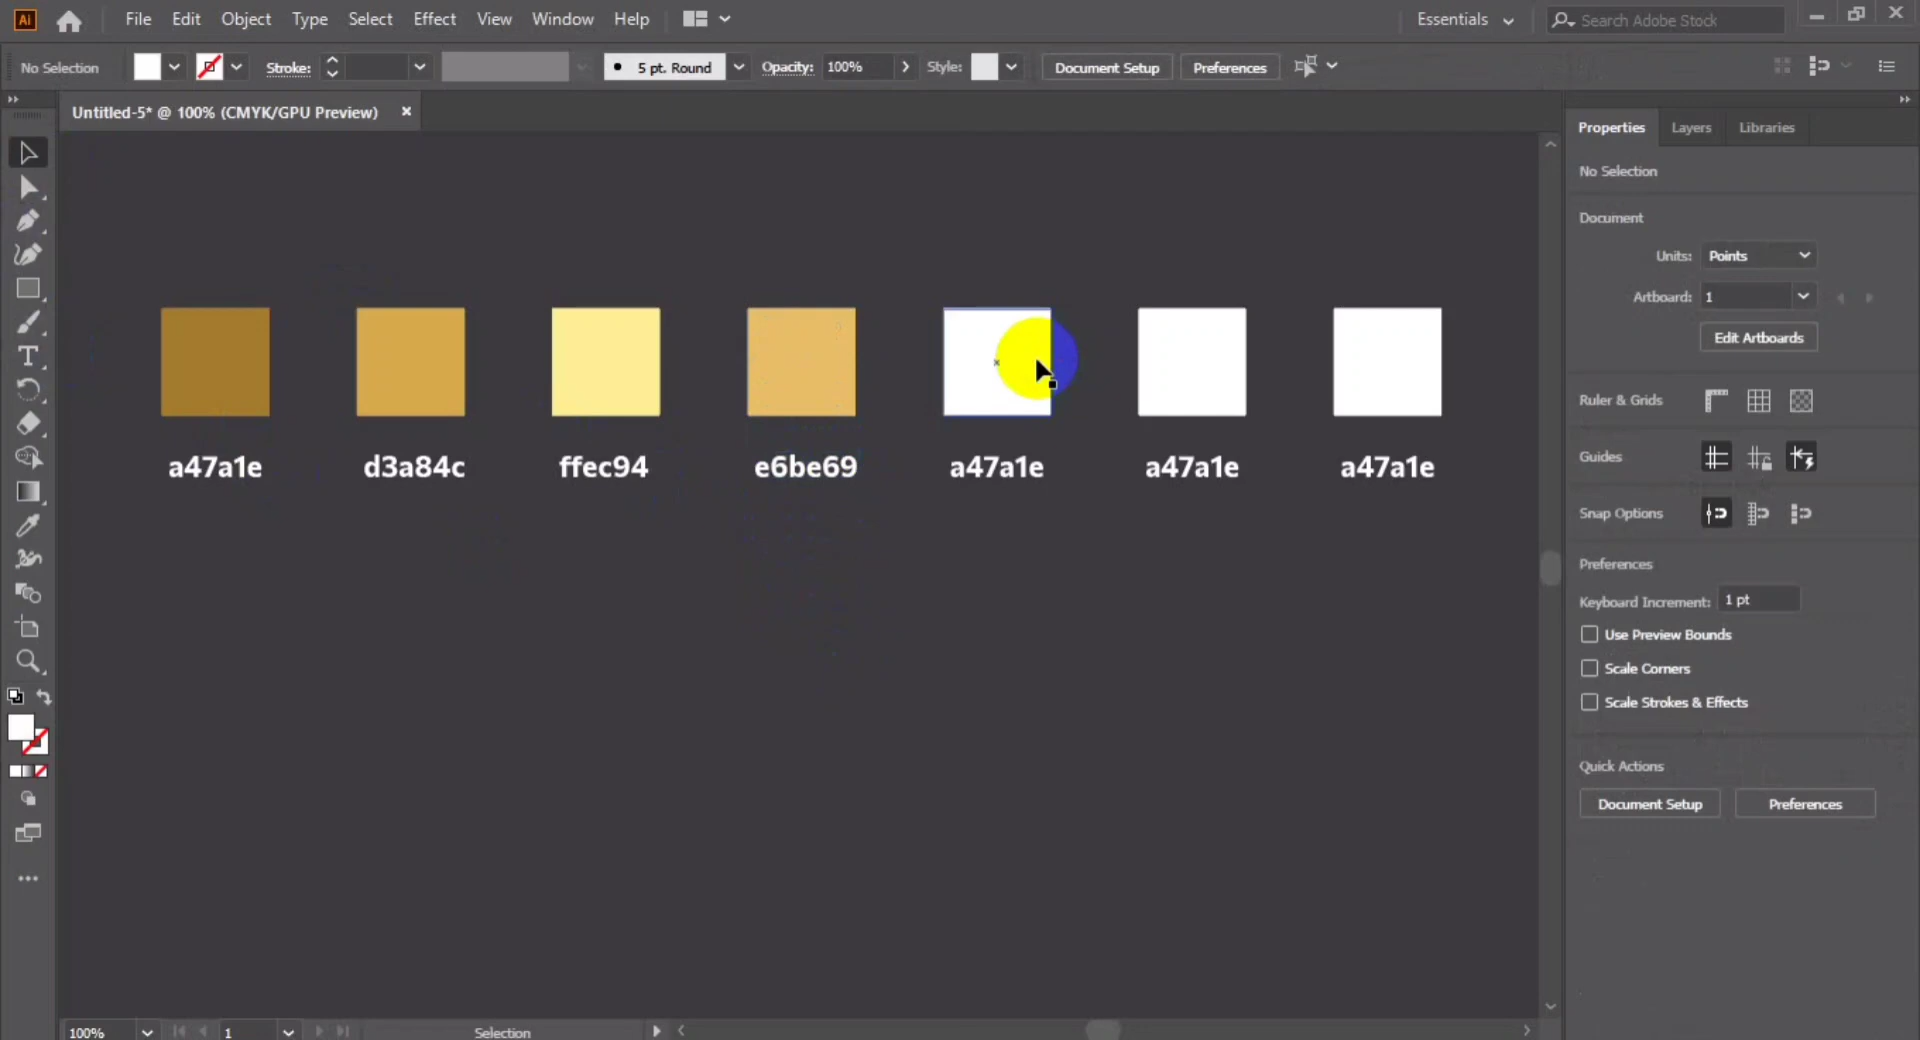 Ai File Edit Object Type Select Effect View Window Help Essentials Search Adobe Stock
No Selection Stroke: 5 pt. Round Opacity: 100% Style: Document Setup Preferences
Untitled-5* @ 100% (CMYK/GPU Preview)
a47a1e d3a84c ffec94 e6be69 a47a1e a47a1e a47a1e
100% 1 Selection
Properties Layers Libraries
No Selection
Document
Units: Points
Artboard: 1
Edit Artboards
Ruler & Grids
Guides
Snap Options
Preferences
Keyboard Increment: 1 pt
Use Preview Bounds
Scale Corners
Scale Strokes & Effects
Quick Actions
Document Setup Preferences